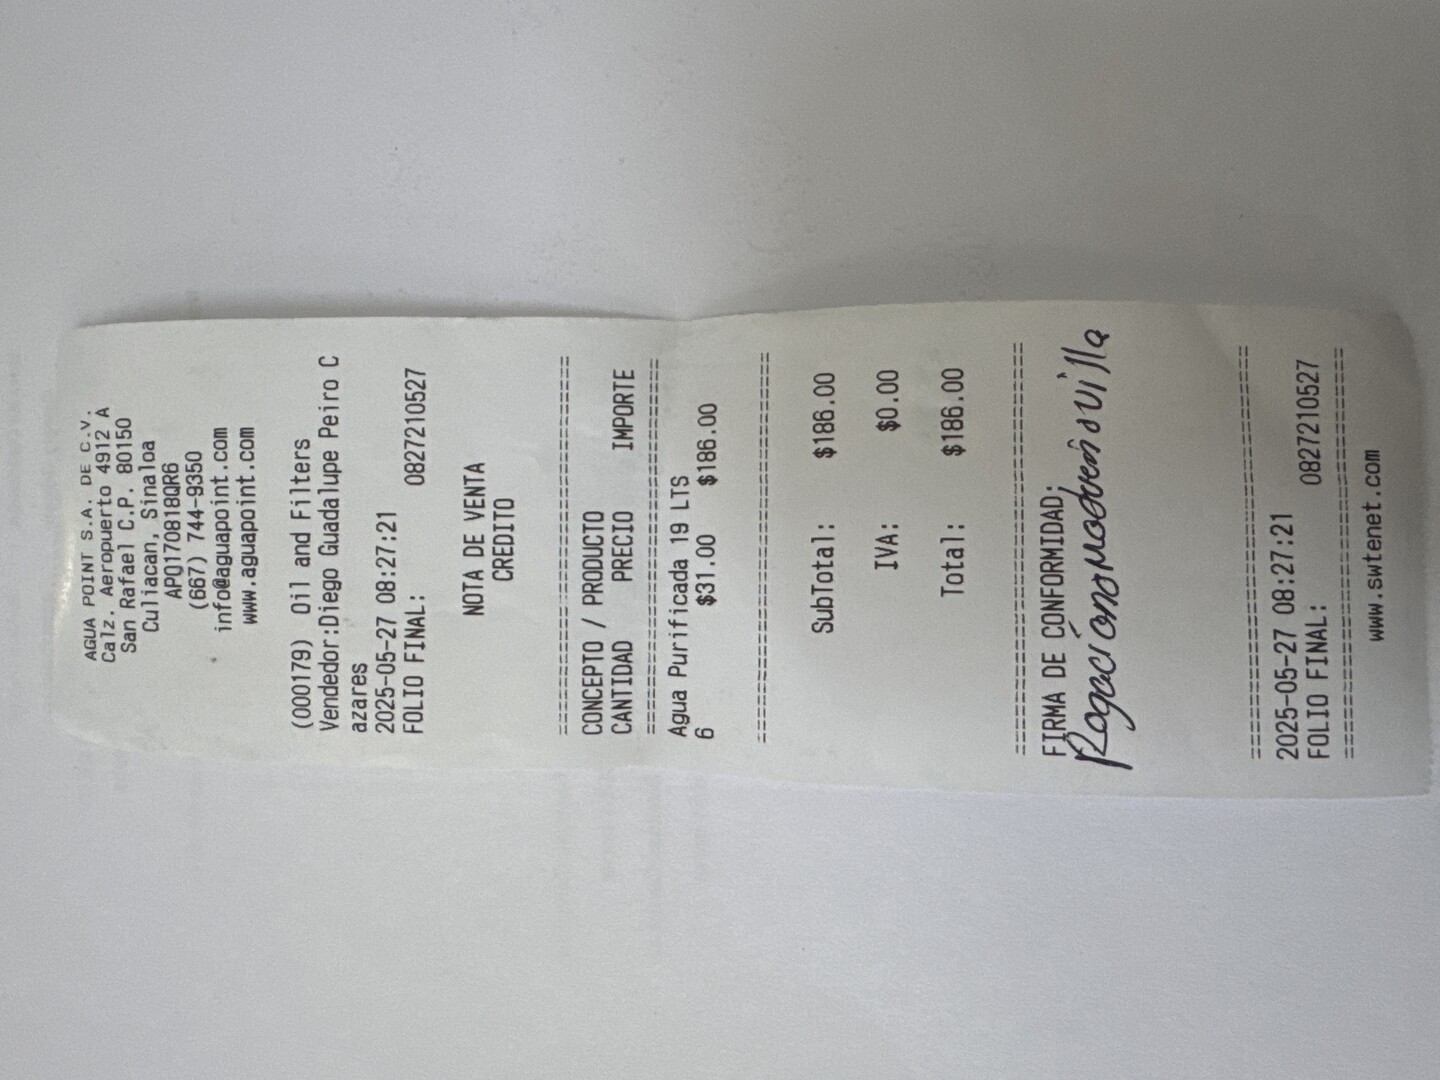 AGUA POINT S.A. DE C.V.
Calz. Aeropuerto 4912 A
San Rafael C.P. 80150
Culiacan, Sinaloa
APO170818QR6
(667) 744-9350
info@aguapoint.com
www.aguapoint.com
(000179) Oil and Filters
Vendedor:Diego Guadalupe Peiro C
azares
2025-05-27 08:27:21
FOLIO FINAL: 0827210527
NOTA DE VENTA
CREDITO
================================
CONCEPTO / PRODUCTO
CANTIDAD PRECIO IMPORTE
================================
Agua Purificada 19 LTS
6 $31.00 $186.00
================================
SubTotal: $186.00
IVA: $0.00
Total: $186.00
===================================
FIRMA DE CONFORMIDAD:
===================================
2025-05-27 08:27:21
FOLIO FINAL: 0827210527
===================================
www.swtenet.com